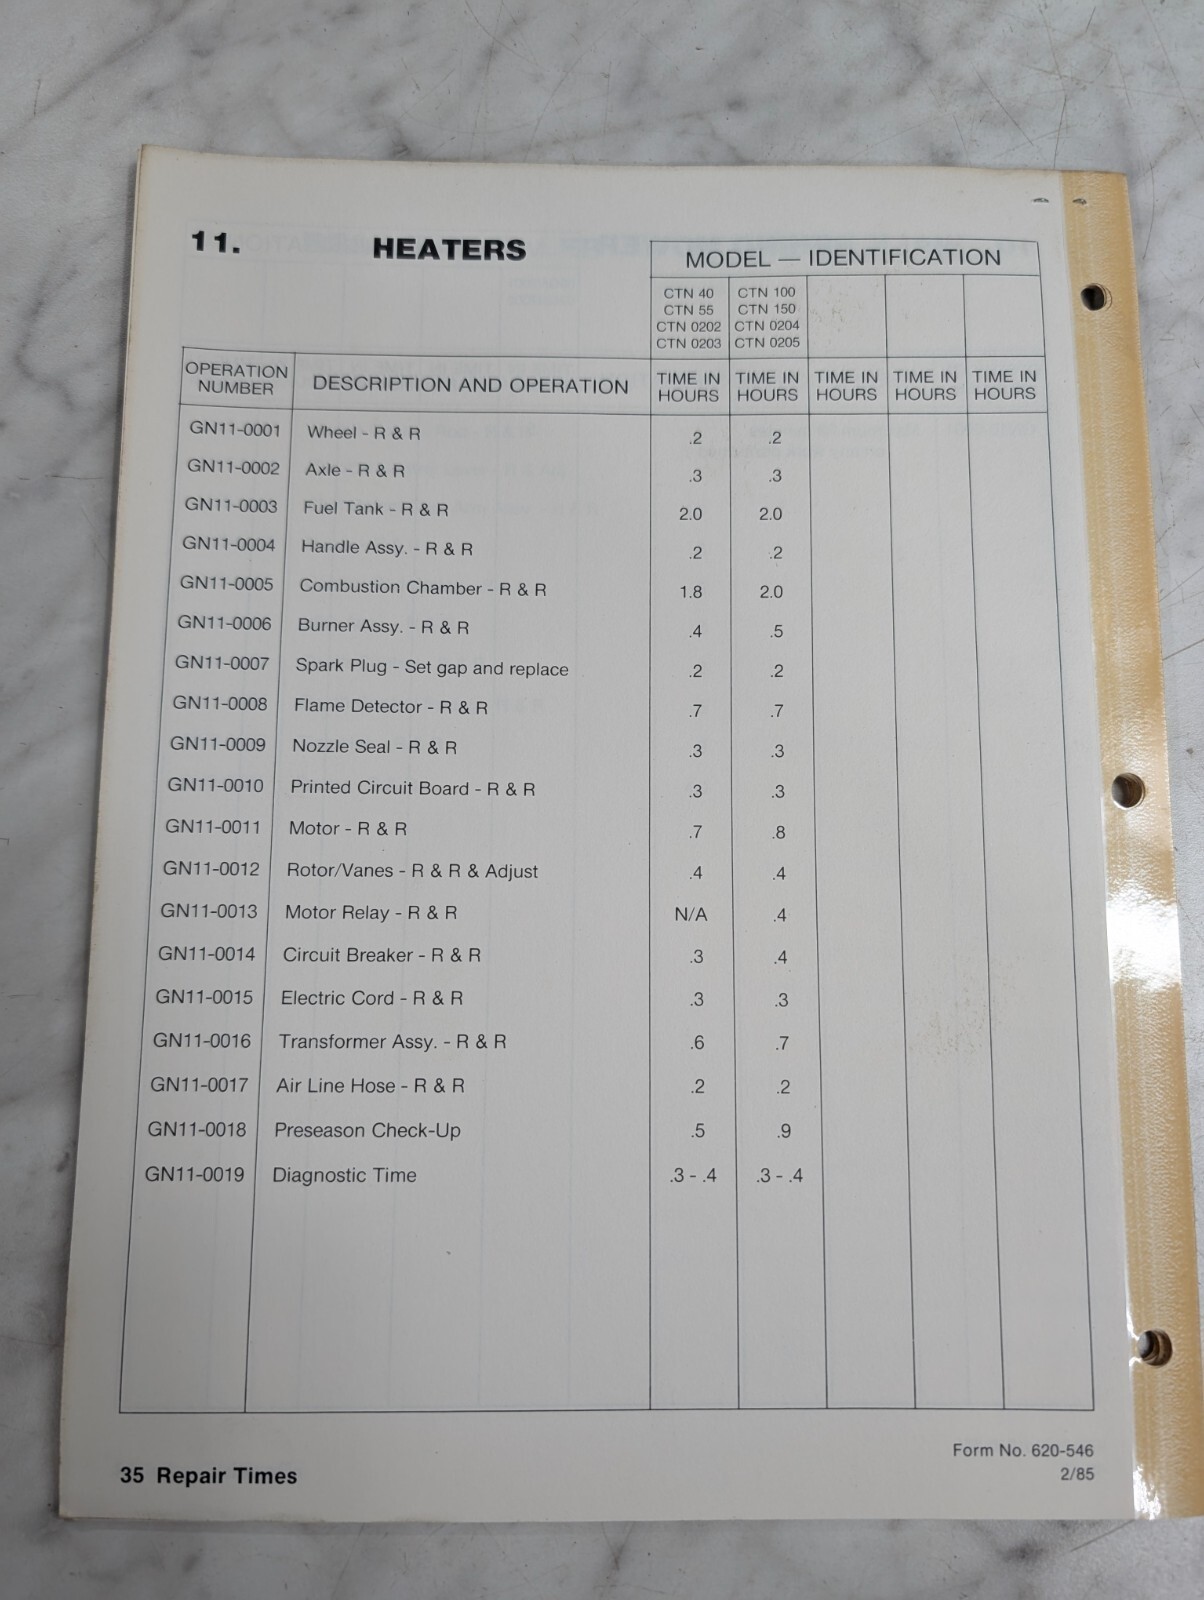 11. HEATERS
MODEL — IDENTIFICATION
CTN 40 CTN 100
CTN 55 CTN 150
CTN 0202 CTN 0204
CTN 0203 CTN 0205
OPERATION NUMBER DESCRIPTION AND OPERATION TIME IN HOURS TIME IN HOURS TIME IN HOURS TIME IN HOURS TIME IN HOURS
GN11-0001 Wheel - R & R .2 .2
GN11-0002 Axle - R & R .3 .3
GN11-0003 Fuel Tank - R & R 2.0 2.0
GN11-0004 Handle Assy. - R & R .2 .2
GN11-0005 Combustion Chamber - R & R 1.8 2.0
GN11-0006 Burner Assy. - R & R .4 .5
GN11-0007 Spark Plug - Set gap and replace .2 .2
GN11-0008 Flame Detector - R & R .7 .7
GN11-0009 Nozzle Seal - R & R .3 .3
GN11-0010 Printed Circuit Board - R & R .3 .3
GN11-0011 Motor - R & R .7 .8
GN11-0012 Rotor/Vanes - R & R & Adjust .4 .4
GN11-0013 Motor Relay - R & R N/A .4
GN11-0014 Circuit Breaker - R & R .3 .4
GN11-0015 Electric Cord - R & R .3 .3
GN11-0016 Transformer Assy. - R & R .6 .7
GN11-0017 Air Line Hose - R & R .2 .2
GN11-0018 Preseason Check-Up .5 .9
GN11-0019 Diagnostic Time .3 - .4 .3 - .4
Form No. 620-546
35 Repair Times 2/85